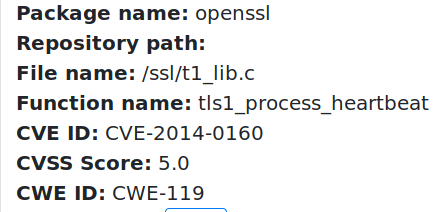 Package name: openssl
Repository path:
File name: /ssl/t1_lib.c
Function name: tls1_process_heartbeat
CVE ID: CVE-2014-0160
CVSS Score: 5.0
CWE ID: CWE-119